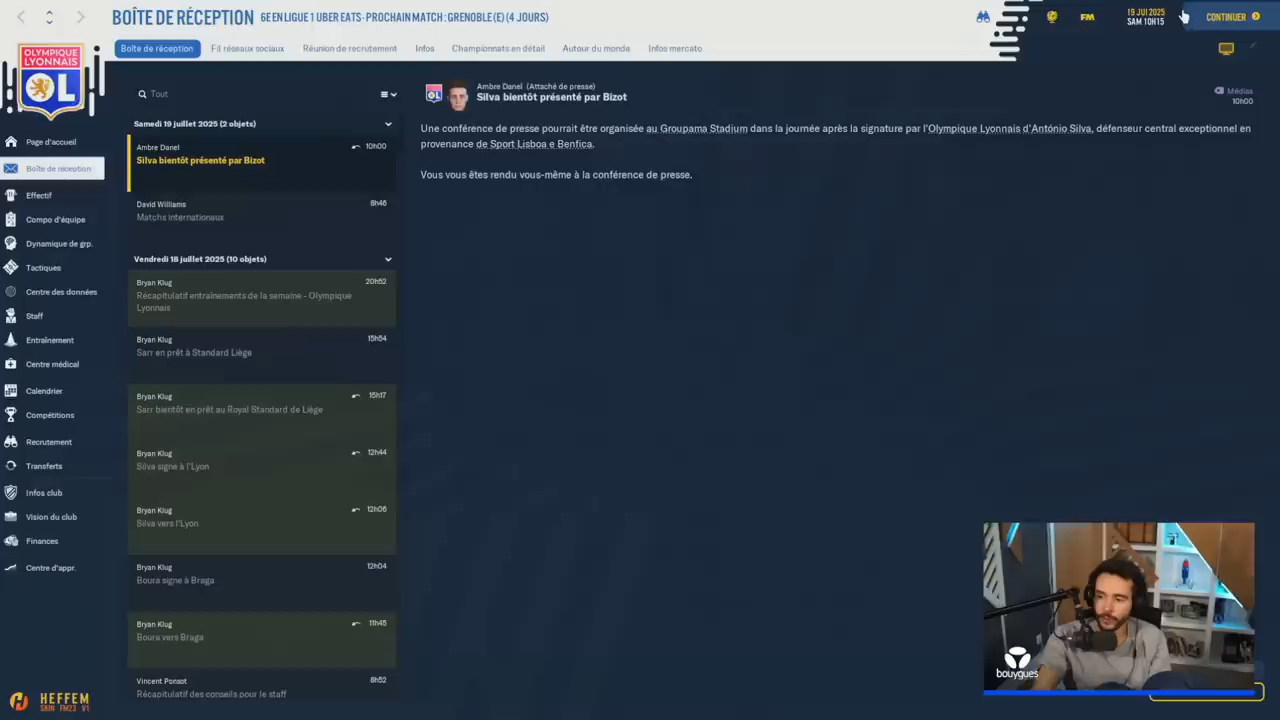 BOÎTE DE RÉCEPTION
6E EN LIGUE 1 UBER EATS - PROCHAIN MATCH : GRENOBLE (E) (4 JOURS)
FM
19 JUI 2025
SAM 10H15
CONTINUER
Boîte de réception
Fil réseaux sociaux
Réunion de recrutement
Infos
Championnats en détail
Autour du monde
Infos mercato
OLYMPIQUE
LYONNAIS
OL
Page d'accueil
Boîte de réception
Effectif
Compo d'équipe
Dynamique de grp.
Tactiques
Centre des données
Staff
Entraînement
Centre médical
Calendrier
Compétitions
Recrutement
Transferts
Infos club
Vision du club
Finances
Centre d'appr.
HEFFEM
SKIN FM23 V1
Tout
Samedi 19 juillet 2025 (2 objets)
Ambre Danel
10h00
Silva bientôt présenté par Bizot
David Williams
8h46
Matchs internationaux
Vendredi 18 juillet 2025 (10 objets)
Bryan Klug
20h52
Récapitulatif entraînements de la semaine - Olympique
Lyonnais
Bryan Klug
15h54
Sarr en prêt à Standard Liège
Bryan Klug
15h17
Sarr bientôt en prêt au Royal Standard de Liège
Bryan Klug
12h44
Silva signe à l'Lyon
Bryan Klug
12h06
Silva vers l'Lyon
Bryan Klug
12h04
Boura signe à Braga
Bryan Klug
11h45
Boura vers Braga
Vincent Ponsot
8h52
Récapitulatif des conseils pour le staff
Ambre Danel (Attaché de presse)
Silva bientôt présenté par Bizot
Médias
10h00
Une conférence de presse pourrait être organisée au Groupama Stadium dans la journée après la signature par l'Olympique Lyonnais d'António Silva, défenseur central exceptionnel en
provenance de Sport Lisboa e Benfica.
Vous vous êtes rendu vous-même à la conférence de presse.
bouygues